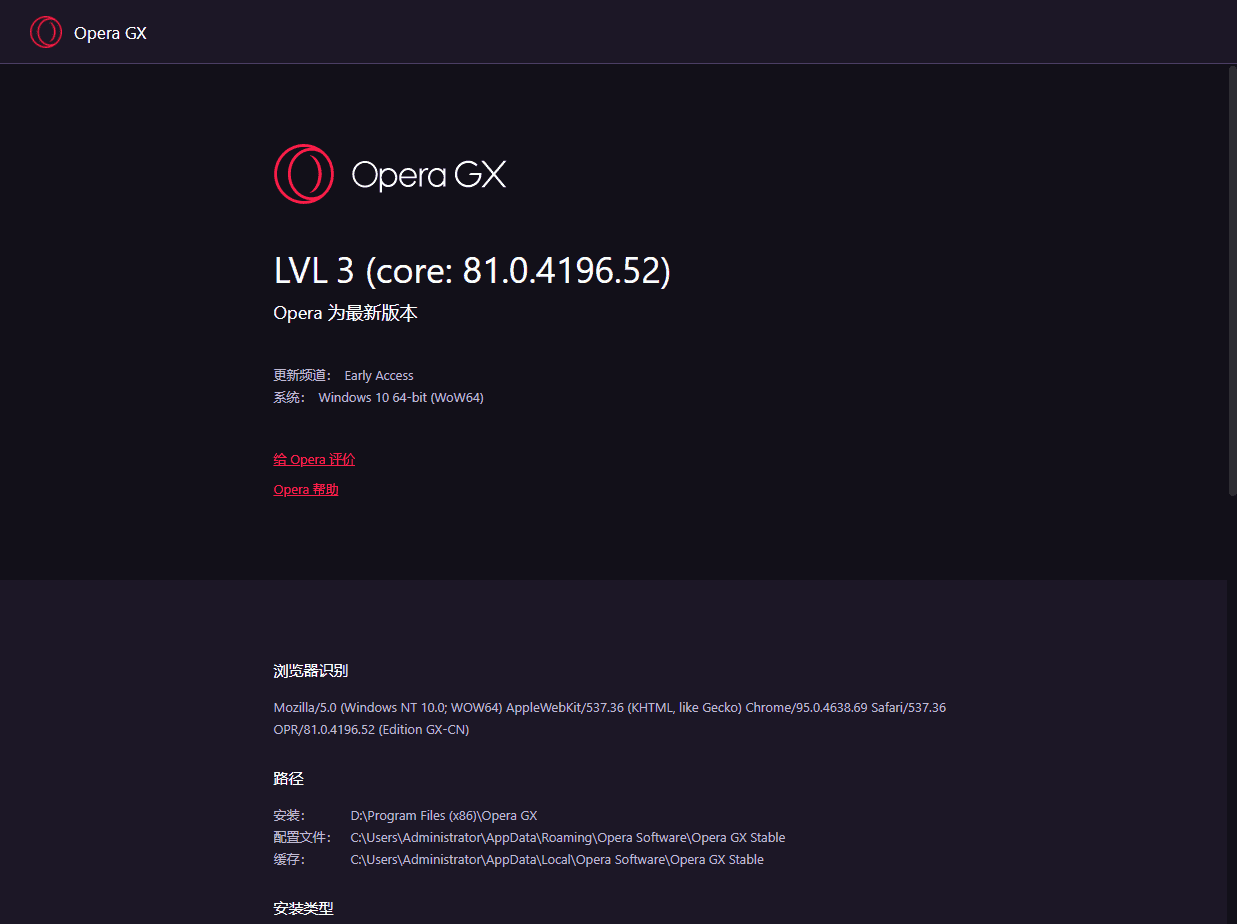 Opera GX
Opera GX
LVL 3 (core: 81.0.4196.52)
Opera 为最新版本
更新频道： Early Access
系统： Windows 10 64-bit (WoW64)
给 Opera 评价
Opera 帮助
浏览器识别
Mozilla/5.0 (Windows NT 10.0; WOW64) AppleWebKit/537.36 (KHTML, like Gecko) Chrome/95.0.4638.69 Safari/537.36
OPR/81.0.4196.52 (Edition GX-CN)
路径
安装： D:\Program Files (x86)\Opera GX
配置文件： C:\Users\Administrator\AppData\Roaming\Opera Software\Opera GX Stable
缓存： C:\Users\Administrator\AppData\Local\Opera Software\Opera GX Stable
安装类型